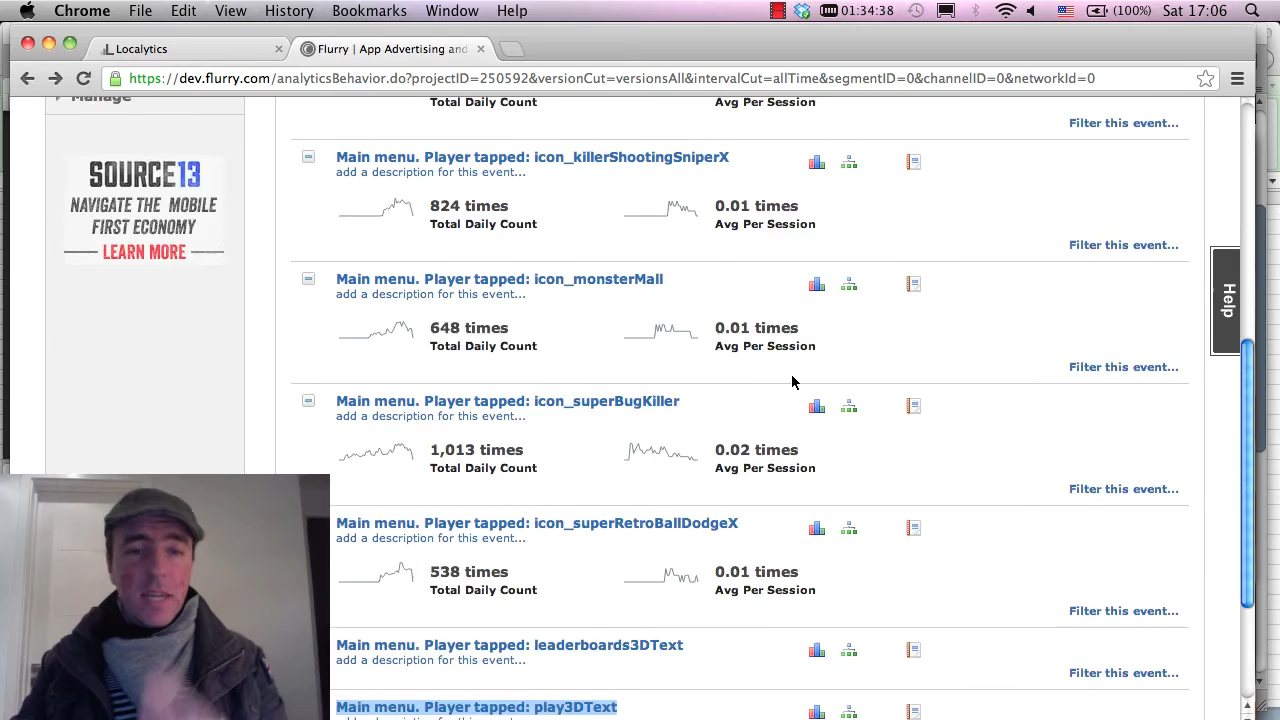 Chrome File Edit View History Bookmarks Window Help 01:34:38 (100%) Sat 17:06
Localytics
Flurry | App Advertising and
https://dev.flurry.com/analyticsBehavior.do?projectID=250592&versionCut=versionsAll&intervalCut=allTime&segmentID=0&channelID=0&networkId=0
Manage
SOURCE13
NAVIGATE THE MOBILE
FIRST ECONOMY
LEARN MORE
Total Daily Count Avg Per Session
Filter this event...
Main menu. Player tapped: icon_killerShootingSniperX
add a description for this event...
824 times 0.01 times
Total Daily Count Avg Per Session
Filter this event...
Main menu. Player tapped: icon_monsterMall
add a description for this event...
648 times 0.01 times
Total Daily Count Avg Per Session
Filter this event...
Main menu. Player tapped: icon_superBugKiller
add a description for this event...
1,013 times 0.02 times
Total Daily Count Avg Per Session
Filter this event...
Main menu. Player tapped: icon_superRetroBallDodgeX
add a description for this event...
538 times 0.01 times
Total Daily Count Avg Per Session
Filter this event...
Main menu. Player tapped: leaderboards3DText
add a description for this event...
Filter this event...
Main menu. Player tapped: play3DText
Help